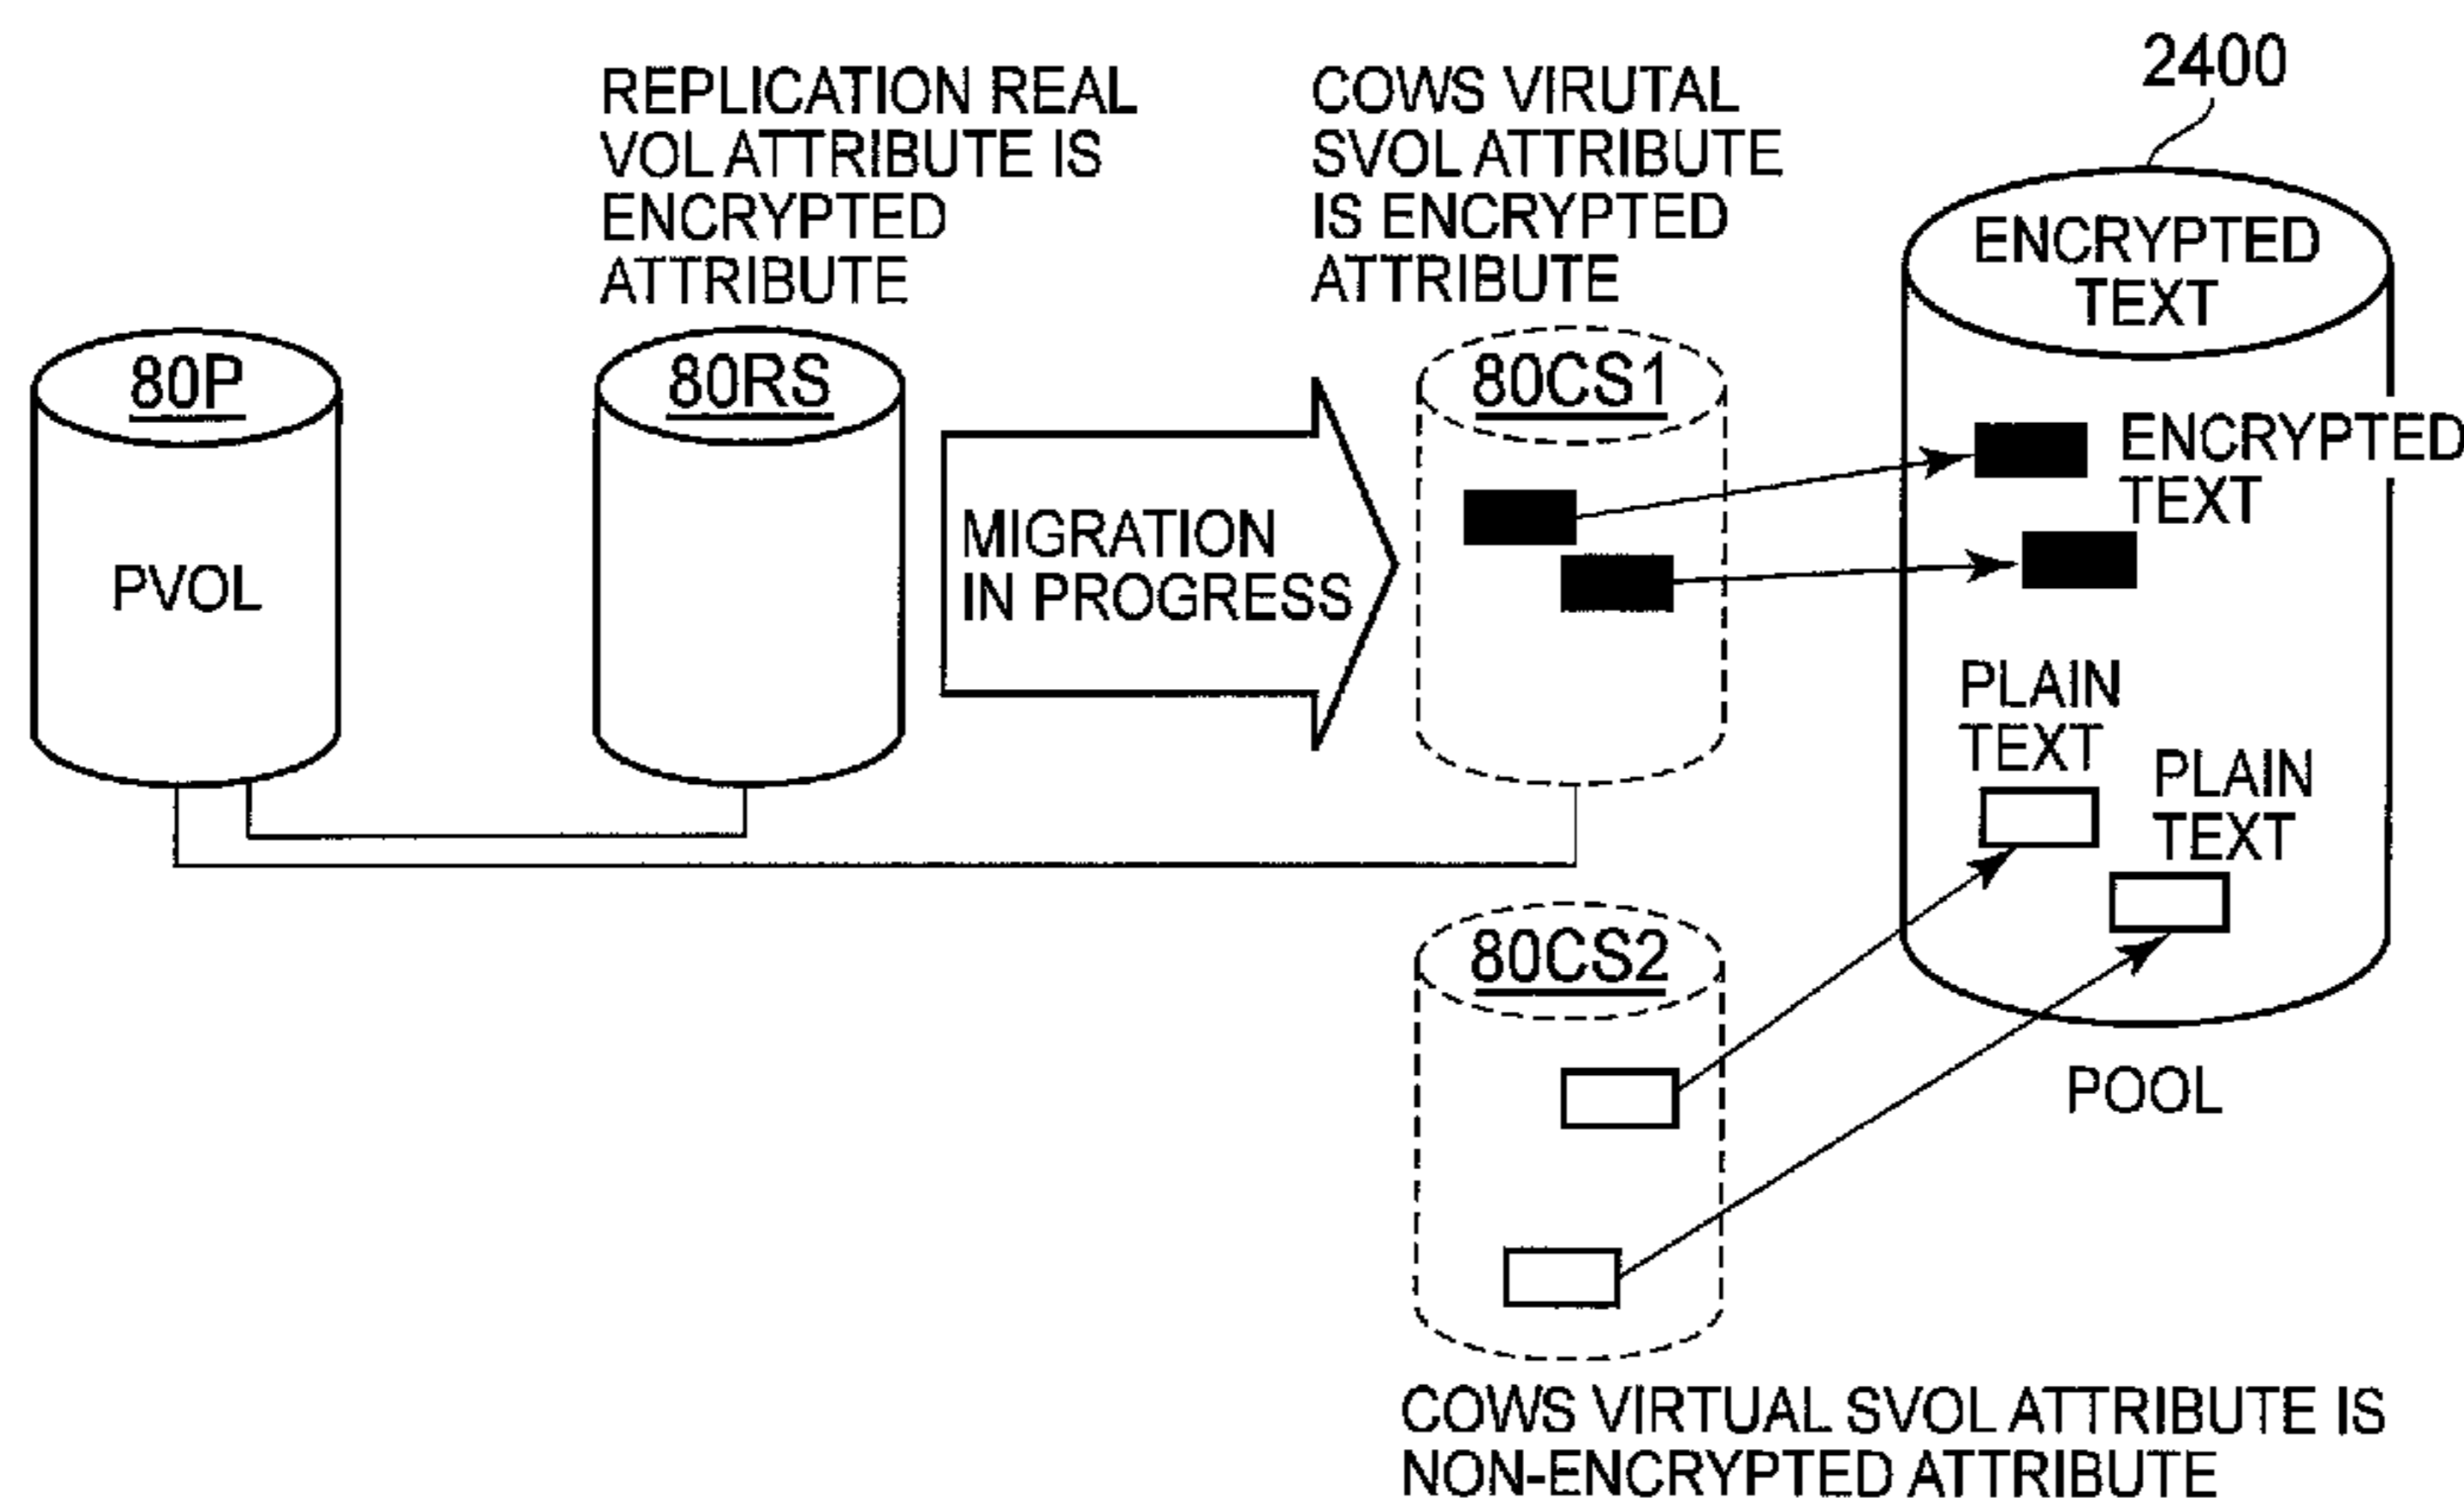 2400
REPLICATION REAL
VOL ATTRIBUTE IS
ENCRYPTED
ATTRIBUTE
COWS VIRUTAL
SVOL ATTRIBUTE
IS ENCRYPTED
ATTRIBUTE
ENCRYPTED
TEXT
80P
PVOL
80RS
MIGRATION
IN PROGRESS
80CS1
ENCRYPTED
TEXT
PLAIN
TEXT
PLAIN
TEXT
80CS2
POOL
COWS VIRTUAL SVOL ATTRIBUTE IS
NON-ENCRYPTED ATTRIBUTE